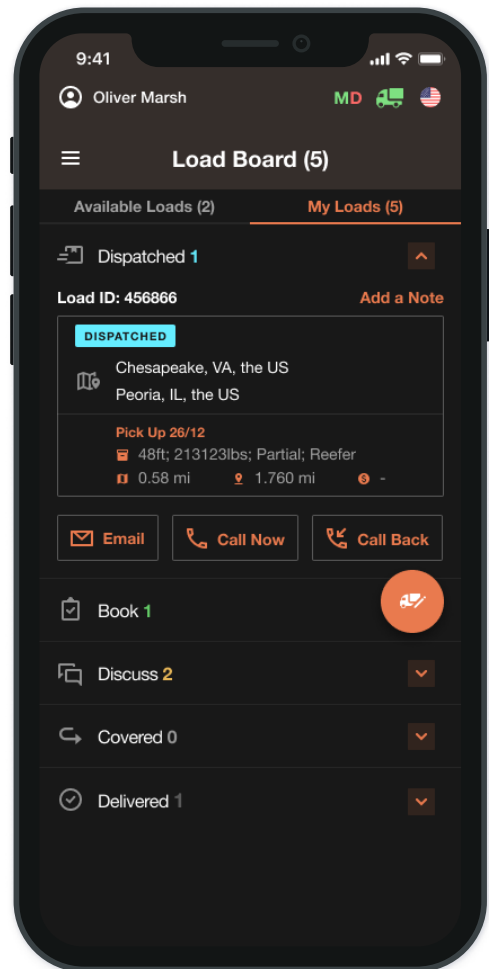 9:41
Oliver Marsh MD
Load Board (5)
Available Loads (2) My Loads (5)
Dispatched 1
Load ID: 456866 Add a Note
DISPATCHED
Chesapeake, VA, the US
Peoria, IL, the US
Pick Up 26/12
48ft; 213123lbs; Partial; Reefer
0.58 mi 1.760 mi -
Email Call Now Call Back
Book 1
Discuss 2
Covered 0
Delivered 1